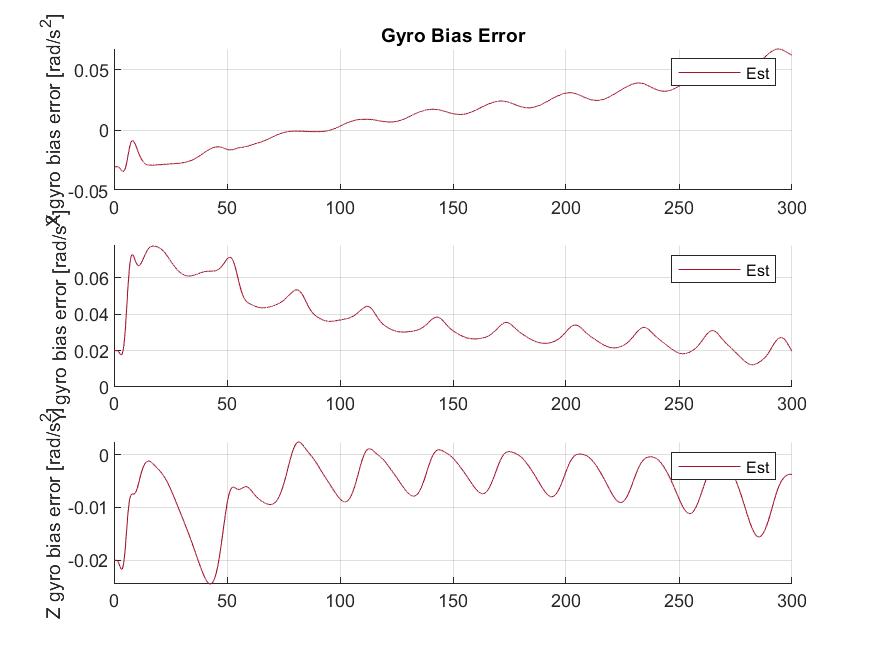 Gyro Bias Error
X gyro bias error [rad/s²]
0.05
0
-0.05
Est
0 50 100 150 200 250 300
Y gyro bias error [rad/s²]
0.06
0.04
0.02
0
Est
0 50 100 150 200 250 300
Z gyro bias error [rad/s²]
0
-0.01
-0.02
Est
0 50 100 150 200 250 300